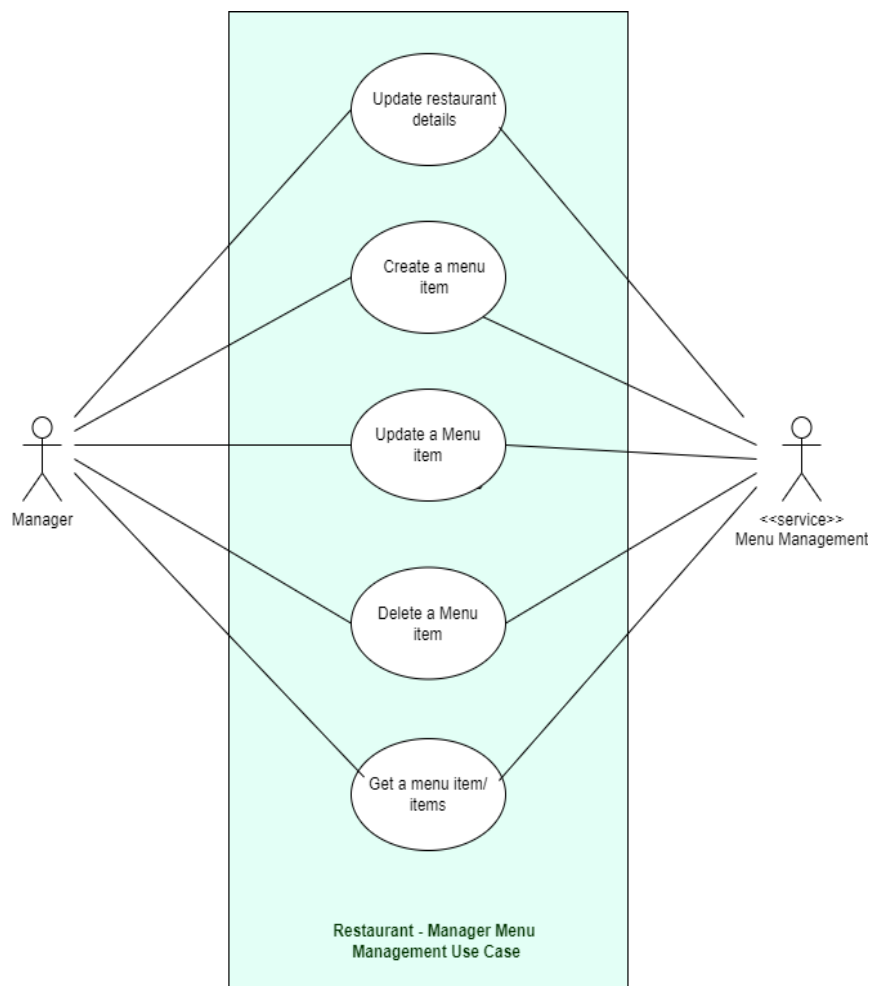 Update restaurant
details
Create a menu
item
Update a Menu
item
Manager
<<service>>
Menu Management
Delete a Menu
item
Get a menu item/
items
Restaurant - Manager Menu
Management Use Case